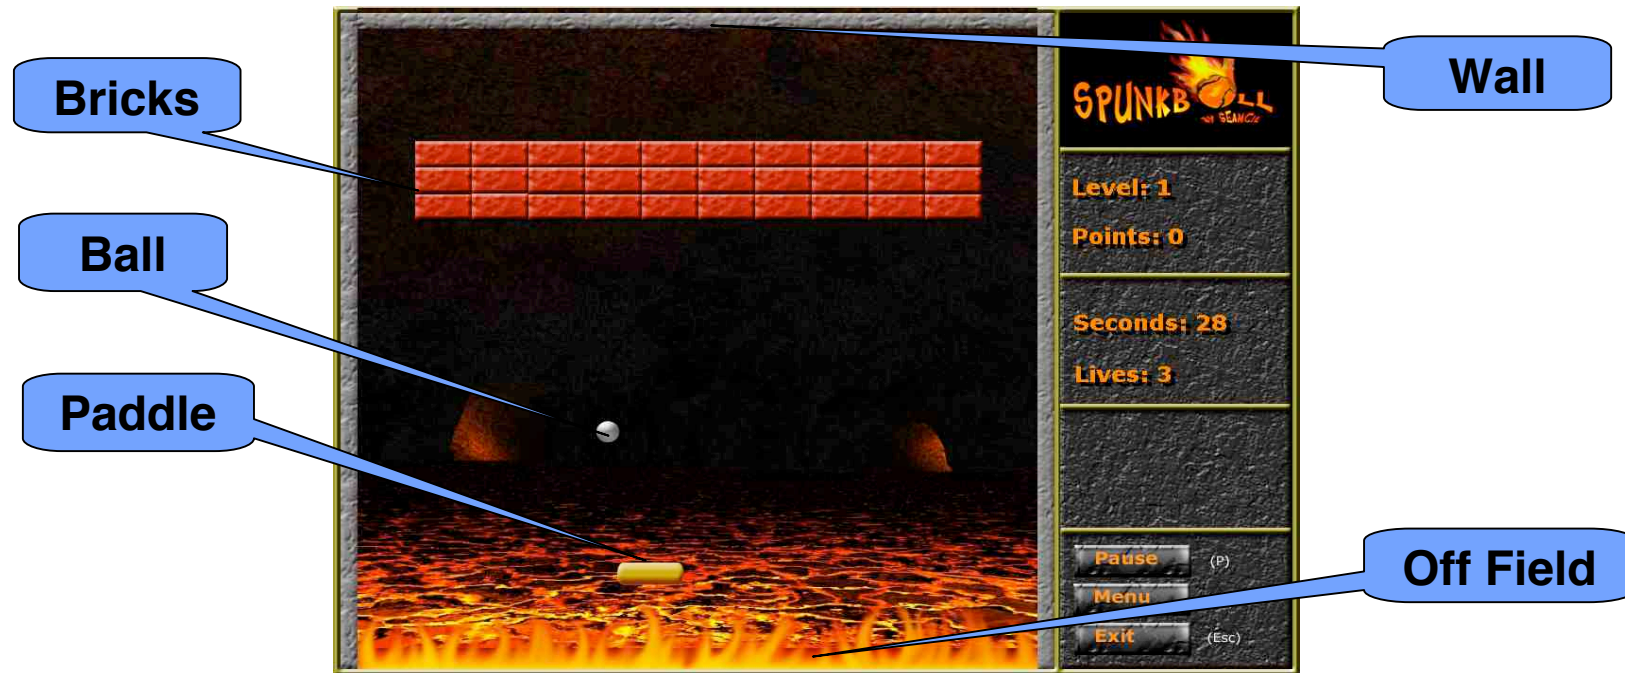 Bricks
Ball
Paddle
Wall
Off Field
SPUNKBALL
Level: 1
Points: 0
Seconds: 28
Lives: 3
Pause (P)
Menu
Exit (Esc)